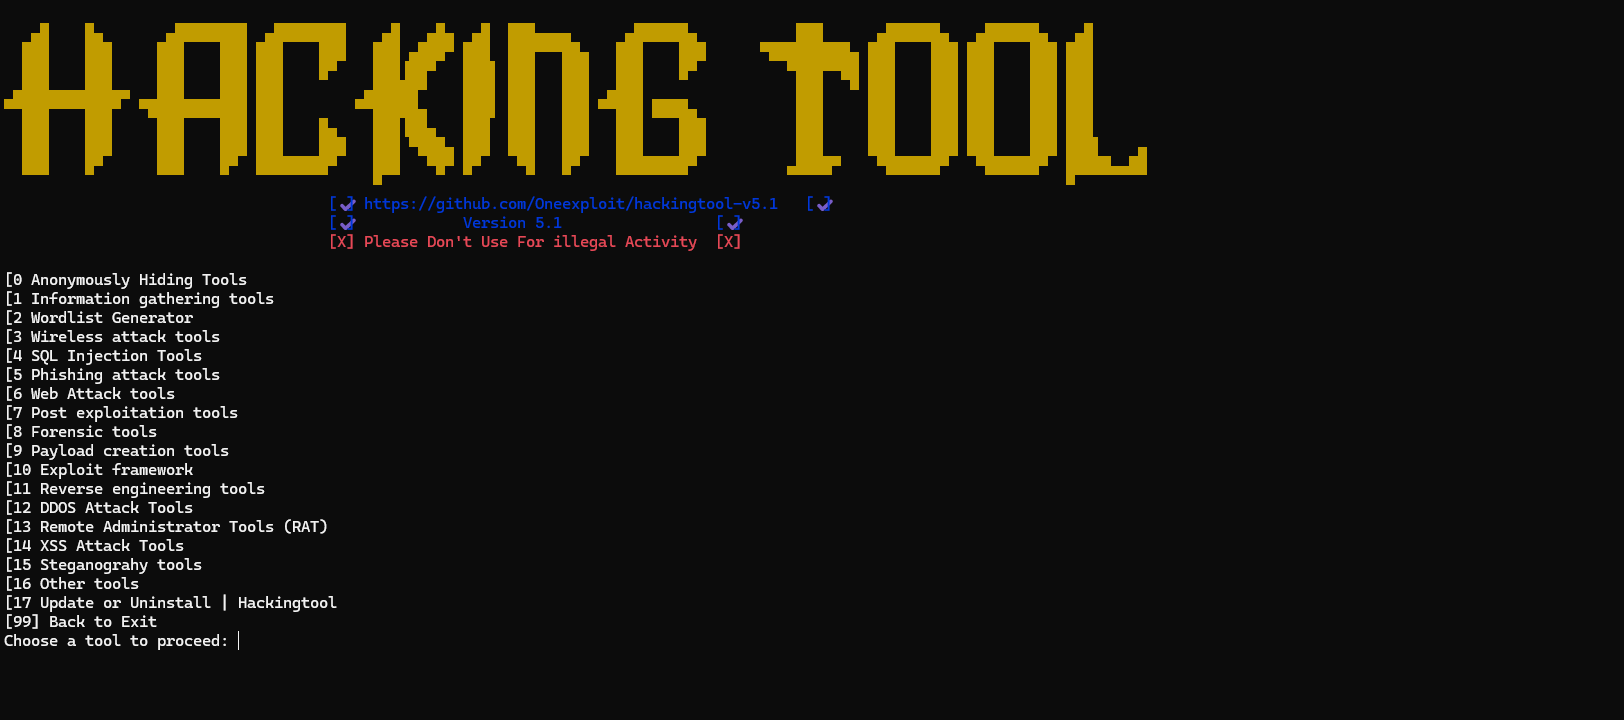 HACKING TOOL
[✔] https://github.com/Oneexploit/hackingtool-v5.1 [✔]
[✔] Version 5.1 [✔]
[X] Please Don't Use For illegal Activity [X]
[0 Anonymously Hiding Tools
[1 Information gathering tools
[2 Wordlist Generator
[3 Wireless attack tools
[4 SQL Injection Tools
[5 Phishing attack tools
[6 Web Attack tools
[7 Post exploitation tools
[8 Forensic tools
[9 Payload creation tools
[10 Exploit framework
[11 Reverse engineering tools
[12 DDOS Attack Tools
[13 Remote Administrator Tools (RAT)
[14 XSS Attack Tools
[15 Steganograhy tools
[16 Other tools
[17 Update or Uninstall | Hackingtool
[99] Back to Exit
Choose a tool to proceed: